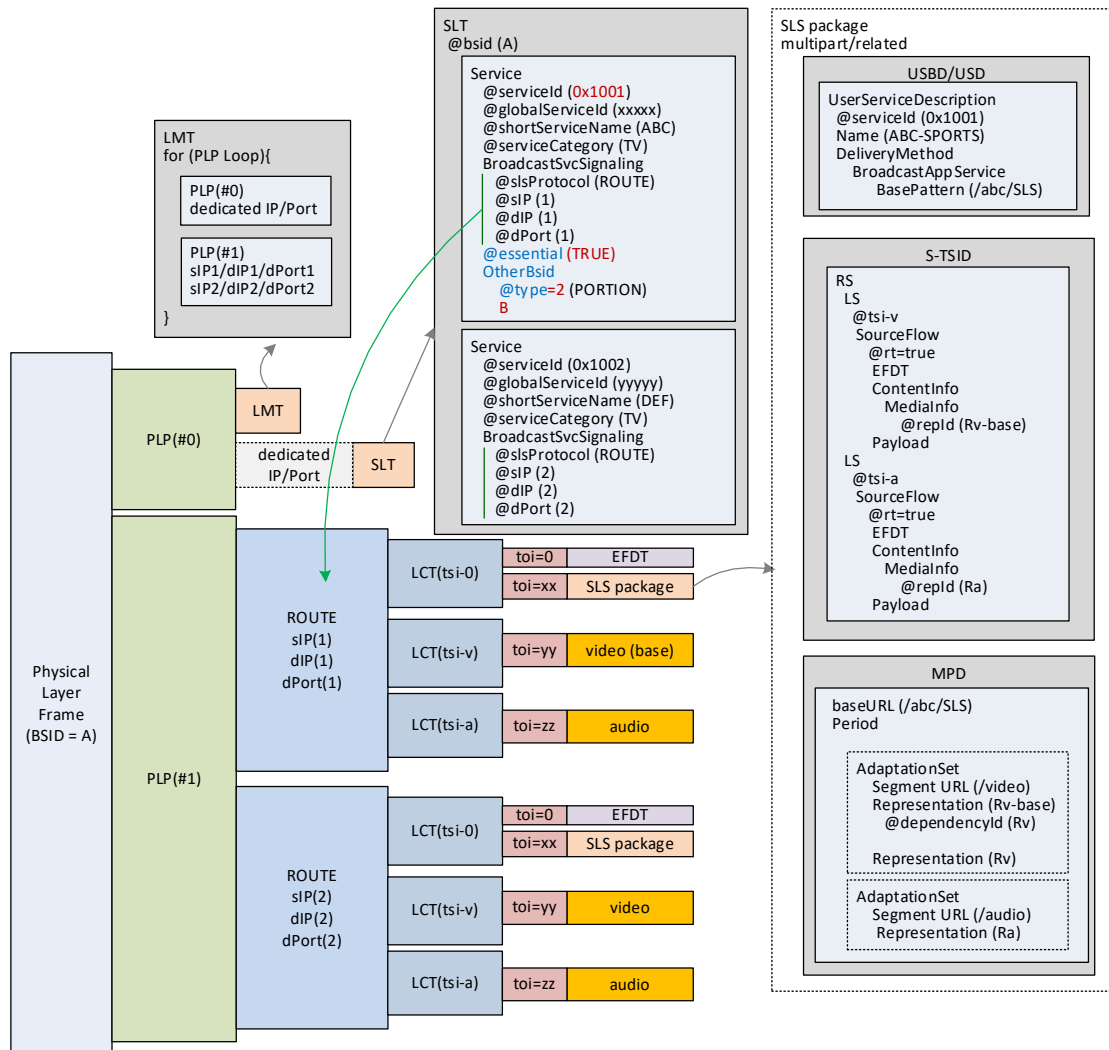 SLT
@bsid (A)
Service
@serviceId (0x1001)
@globalServiceId (xxxxx)
@shortServiceName (ABC)
@serviceCategory (TV)
BroadcastSvcSignaling
@slsProtocol (ROUTE)
@sIP (1)
@dIP (1)
@dPort (1)
@essential (TRUE)
OtherBsid
@type=2 (PORTION)
B
Service
@serviceId (0x1002)
@globalServiceId (yyyyy)
@shortServiceName (DEF)
@serviceCategory (TV)
BroadcastSvcSignaling
@slsProtocol (ROUTE)
@sIP (2)
@dIP (2)
@dPort (2)
SLS package
multipart/related
USBD/USD
UserServiceDescription
@serviceId (0x1001)
Name (ABC-SPORTS)
DeliveryMethod
BroadcastAppService
BasePattern (/abc/SLS)
S-TSID
RS
LS
@tsi-v
SourceFlow
@rt=true
EFDT
ContentInfo
MediaInfo
@repId (Rv-base)
Payload
LS
@tsi-a
SourceFlow
@rt=true
EFDT
ContentInfo
MediaInfo
@repId (Ra)
Payload
MPD
baseURL (/abc/SLS)
Period
AdaptationSet
Segment URL (/video)
Representation (Rv-base)
@dependencyId (Rv)
Representation (Rv)
AdaptationSet
Segment URL (/audio)
Representation (Ra)
LMT
for (PLP Loop){
PLP(#0)
dedicated IP/Port
PLP(#1)
sIP1/dIP1/dPort1
sIP2/dIP2/dPort2
}
Physical
Layer
Frame
(BSID = A)
PLP(#0)
LMT
dedicated
IP/Port
SLT
PLP(#1)
ROUTE
sIP(1)
dIP(1)
dPort(1)
LCT(tsi-0)
toi=0
EFDT
toi=xx
SLS package
LCT(tsi-v)
toi=yy
video (base)
LCT(tsi-a)
toi=zz
audio
ROUTE
sIP(2)
dIP(2)
dPort(2)
LCT(tsi-0)
toi=0
EFDT
toi=xx
SLS package
LCT(tsi-v)
toi=yy
video
LCT(tsi-a)
toi=zz
audio